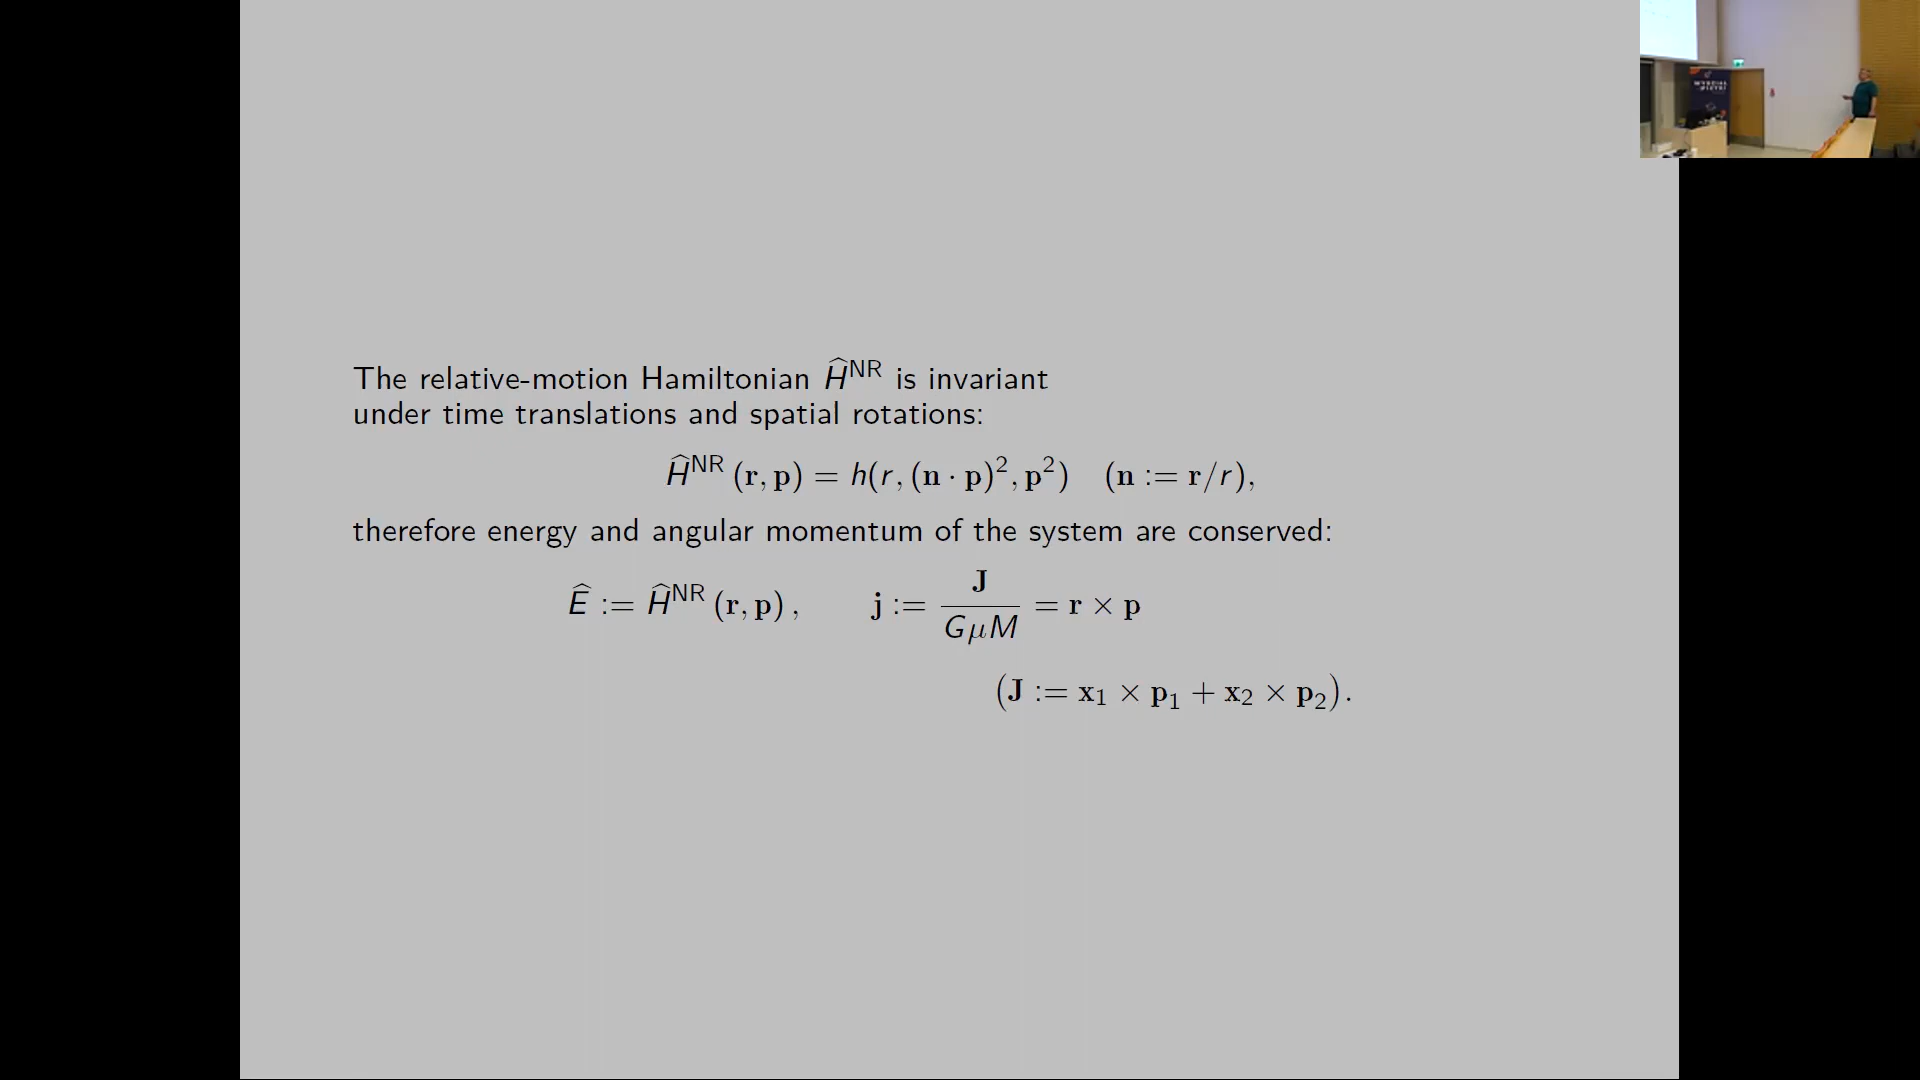 The relative-motion Hamiltonian Ĥ^NR is invariant
under time translations and spatial rotations:
Ĥ^NR (r, p) = h(r, (n · p)², p²) (n := r/r),
therefore energy and angular momentum of the system are conserved:
Ê := Ĥ^NR (r, p), j := J/(GμM) = r × p
(J := x₁ × p₁ + x₂ × p₂).